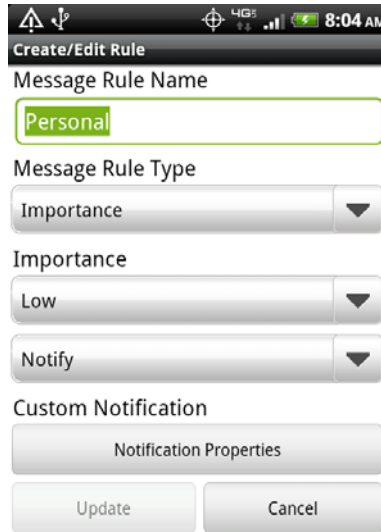 4G 8:04 AM
Create/Edit Rule
Message Rule Name
Personal
Message Rule Type
Importance
Importance
Low
Notify
Custom Notification
Notification Properties
Update Cancel